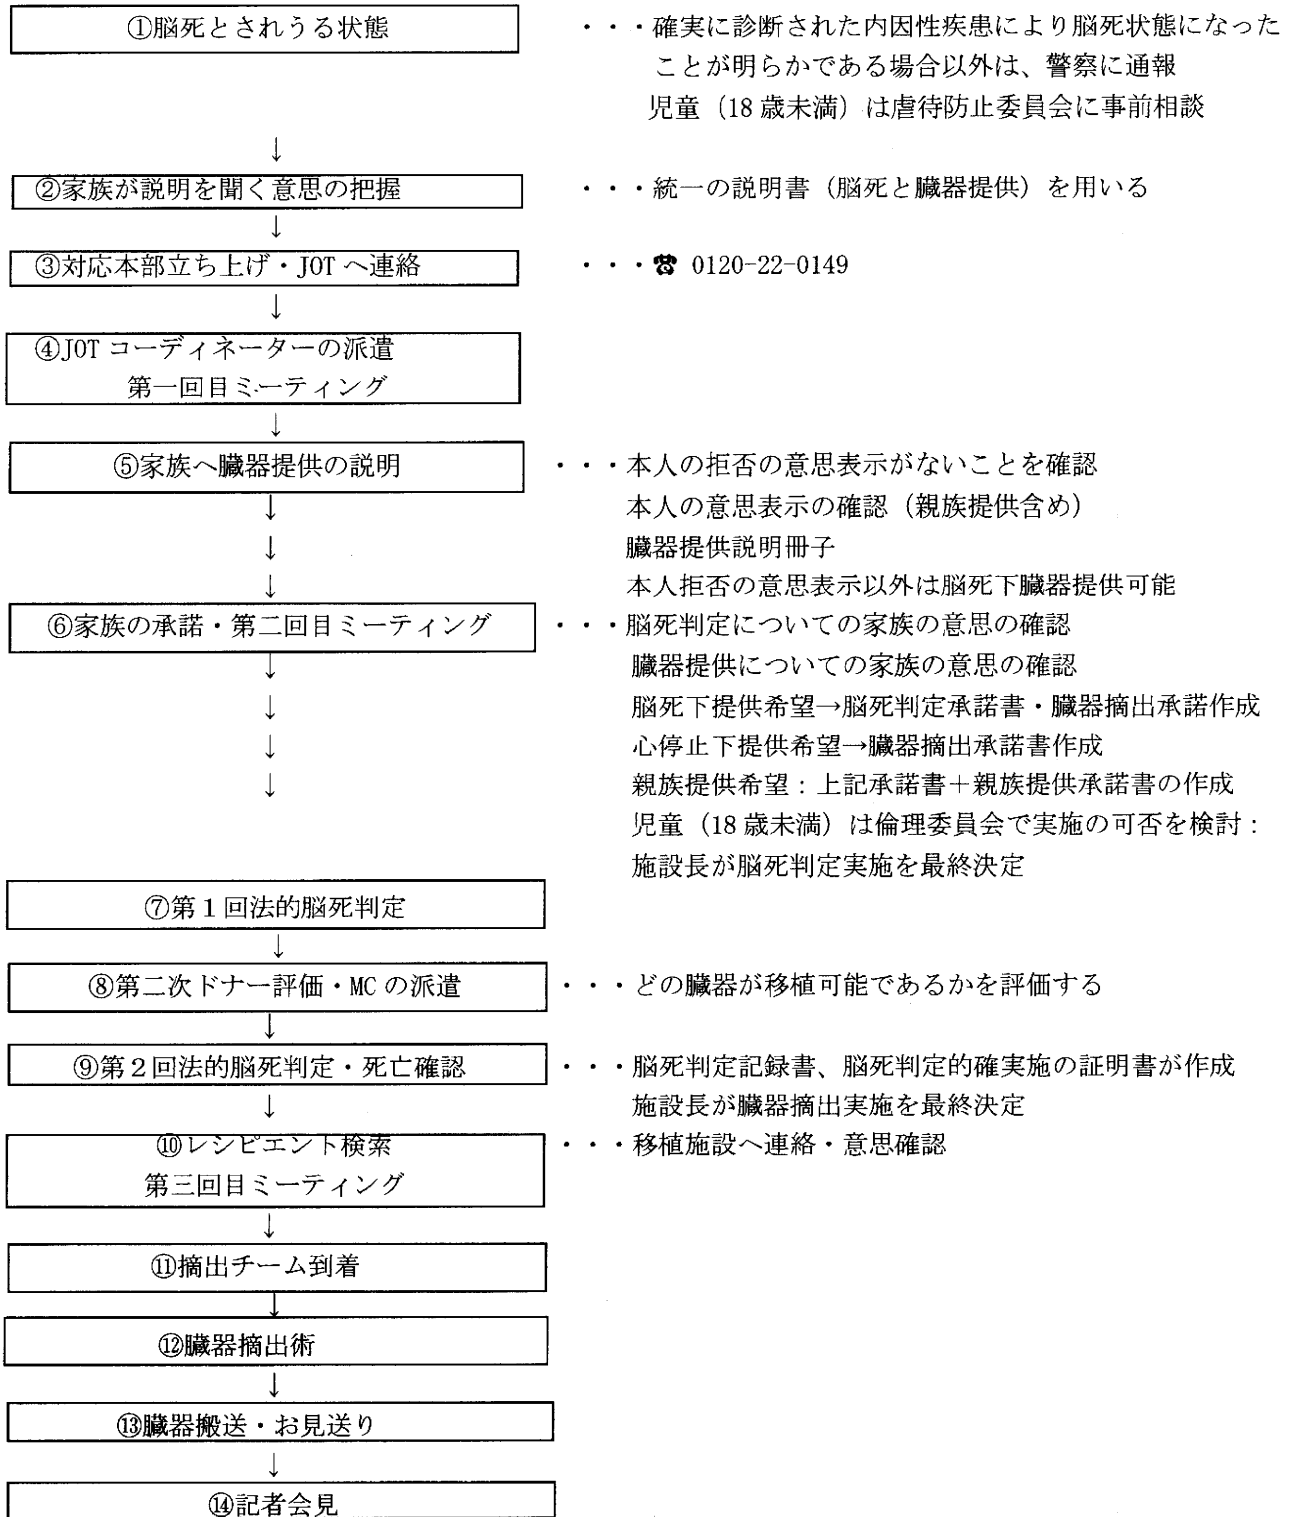 ①脳死とされうる状態 ・・・確実に診断された内因性疾患により脳死状態になった
ことが明らかである場合以外は、警察に通報
児童（18歳未満）は虐待防止委員会に事前相談
↓
②家族が説明を聞く意思の把握 ・・・統一の説明書（脳死と臓器提供）を用いる
↓
③対応本部立ち上げ・JOTへ連絡 ・・・☎ 0120-22-0149
↓
④JOTコーディネーターの派遣
第一回目ミーティング
↓
⑤家族へ臓器提供の説明 ・・・本人の拒否の意思表示がないことを確認
↓ 本人の意思表示の確認（親族提供含め）
↓ 臓器提供説明冊子
↓ 本人拒否の意思表示以外は脳死下臓器提供可能
⑥家族の承諾・第二回目ミーティング ・・・脳死判定についての家族の意思の確認
↓ 臓器提供についての家族の意思の確認
↓ 脳死下提供希望→脳死判定承諾書・臓器摘出承諾作成
↓ 心停止下提供希望→臓器摘出承諾書作成
↓ 親族提供希望：上記承諾書＋親族提供承諾書の作成
児童（18歳未満）は倫理委員会で実施の可否を検討：
施設長が脳死判定実施を最終決定
⑦第１回法的脳死判定
↓
⑧第二次ドナー評価・MCの派遣 ・・・どの臓器が移植可能であるかを評価する
↓
⑨第２回法的脳死判定・死亡確認 ・・・脳死判定記録書、脳死判定的確実施の証明書が作成
↓ 施設長が臓器摘出実施を最終決定
⑩レシピエント検索 ・・・移植施設へ連絡・意思確認
第三回目ミーティング
↓
⑪摘出チーム到着
↓
⑫臓器摘出術
↓
⑬臓器搬送・お見送り
↓
⑭記者会見